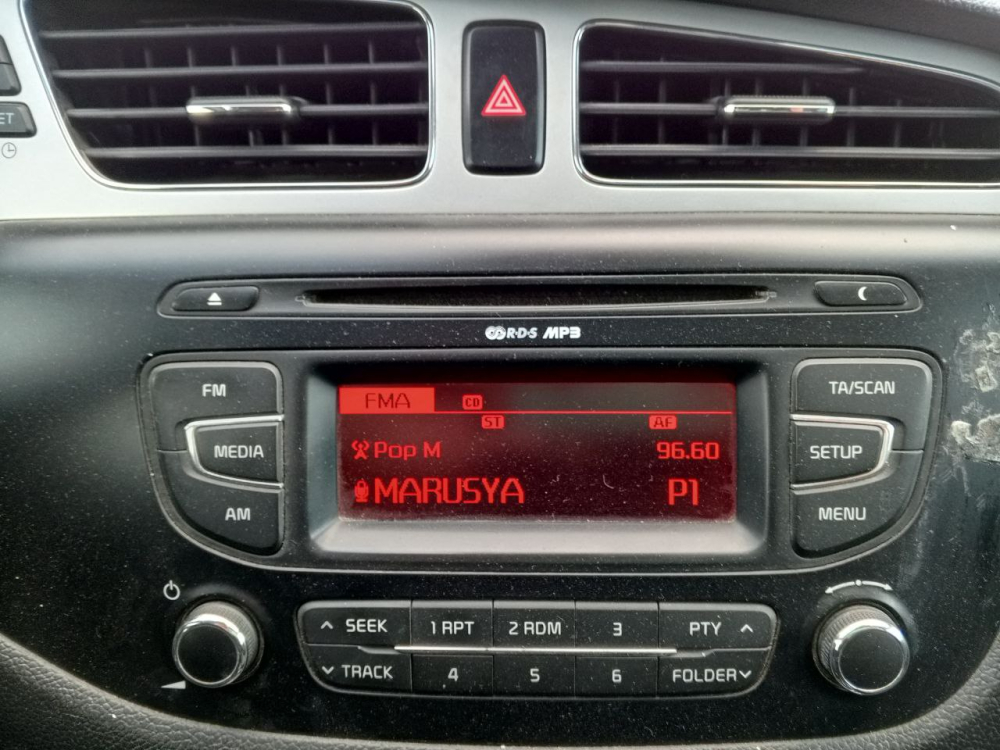 ET
R·D·S MP3
FM
MEDIA
AM
FMA CD
ST AF
Pop M 96.60
MARUSYA P1
TA/SCAN
SETUP
MENU
SEEK 1 RPT 2 RDM 3 PTY
TRACK 4 5 6 FOLDER